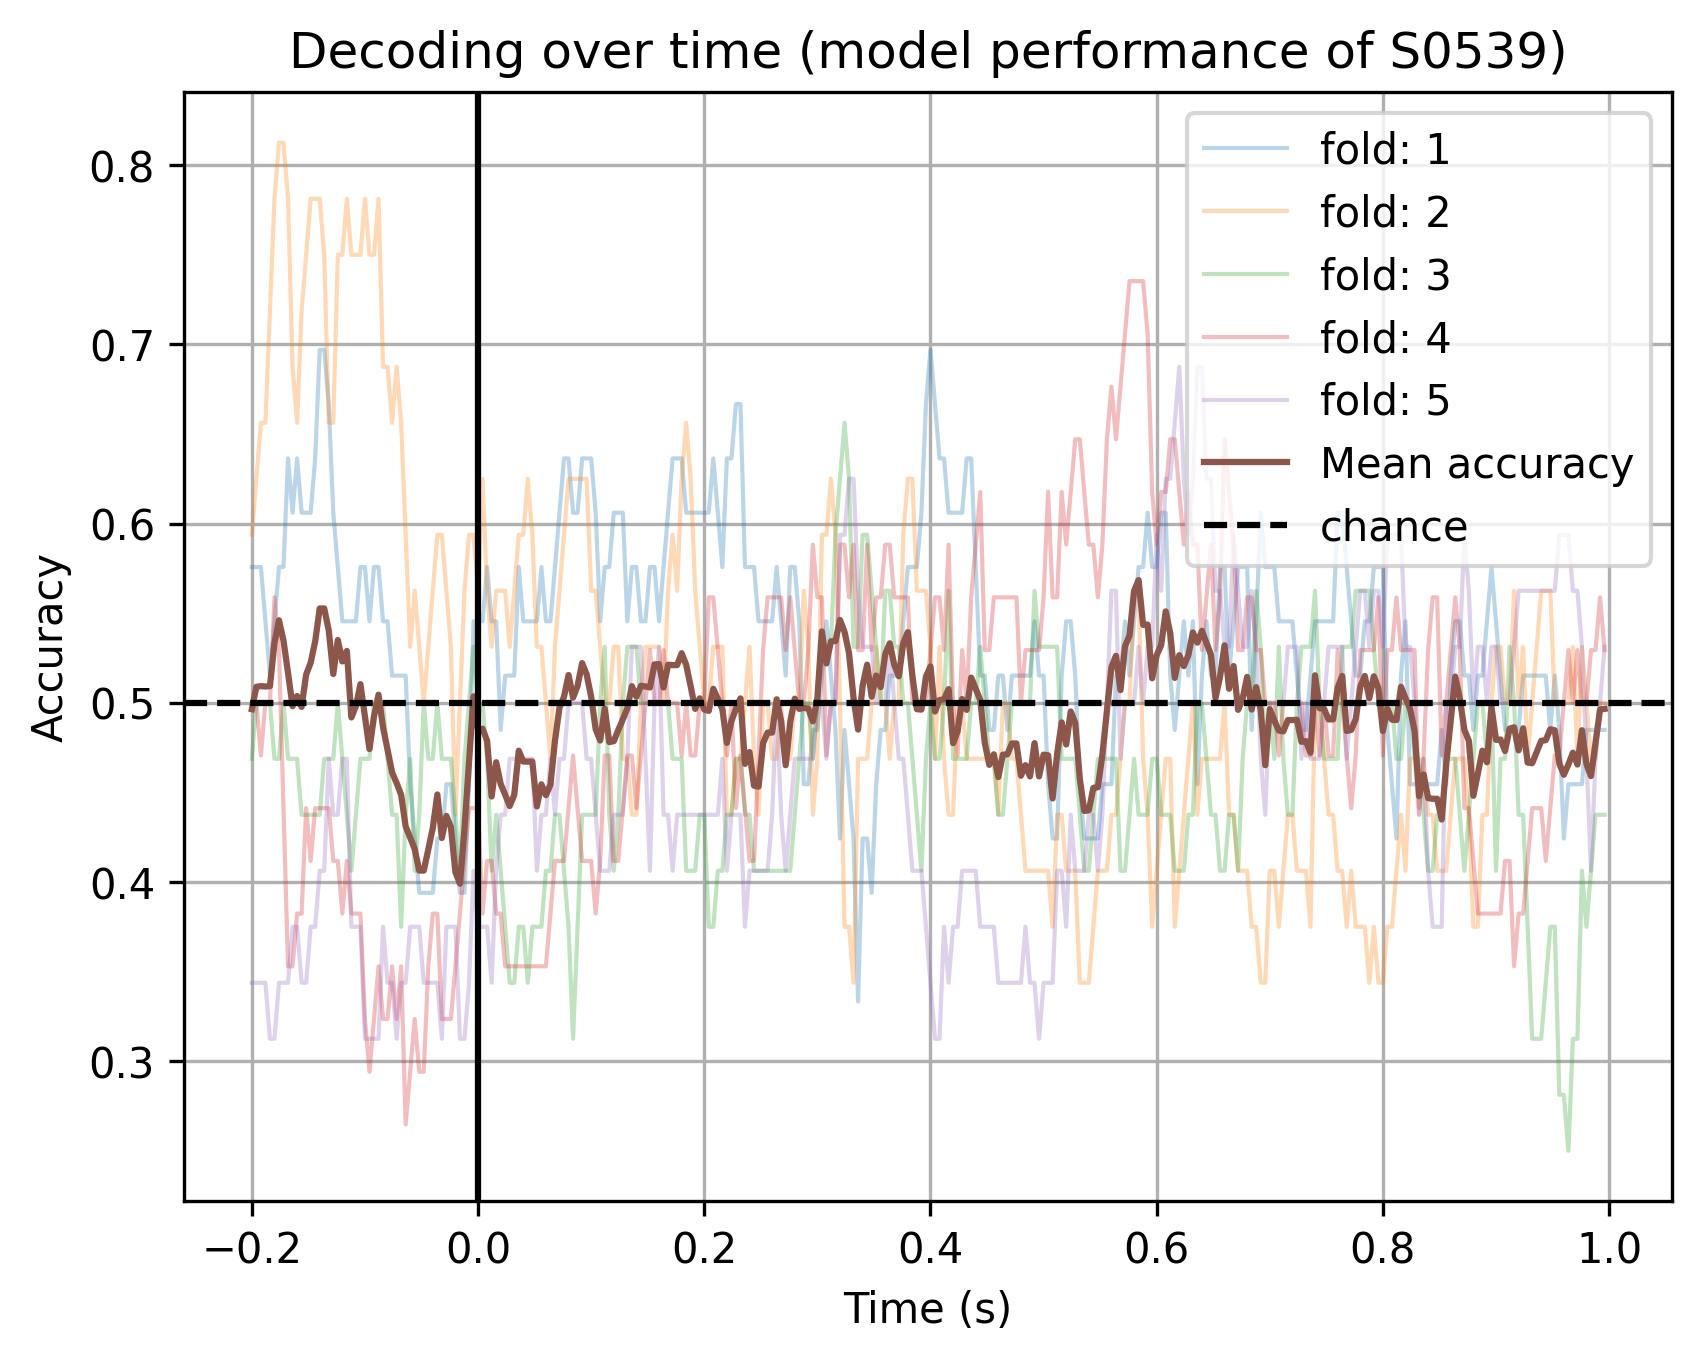 Decoding over time (model performance of S0539)
Accuracy
0.8
0.7
0.6
0.5
0.4
0.3
fold: 1
fold: 2
fold: 3
fold: 4
fold: 5
Mean accuracy
chance
−0.2 0.0 0.2 0.4 0.6 0.8 1.0
Time (s)